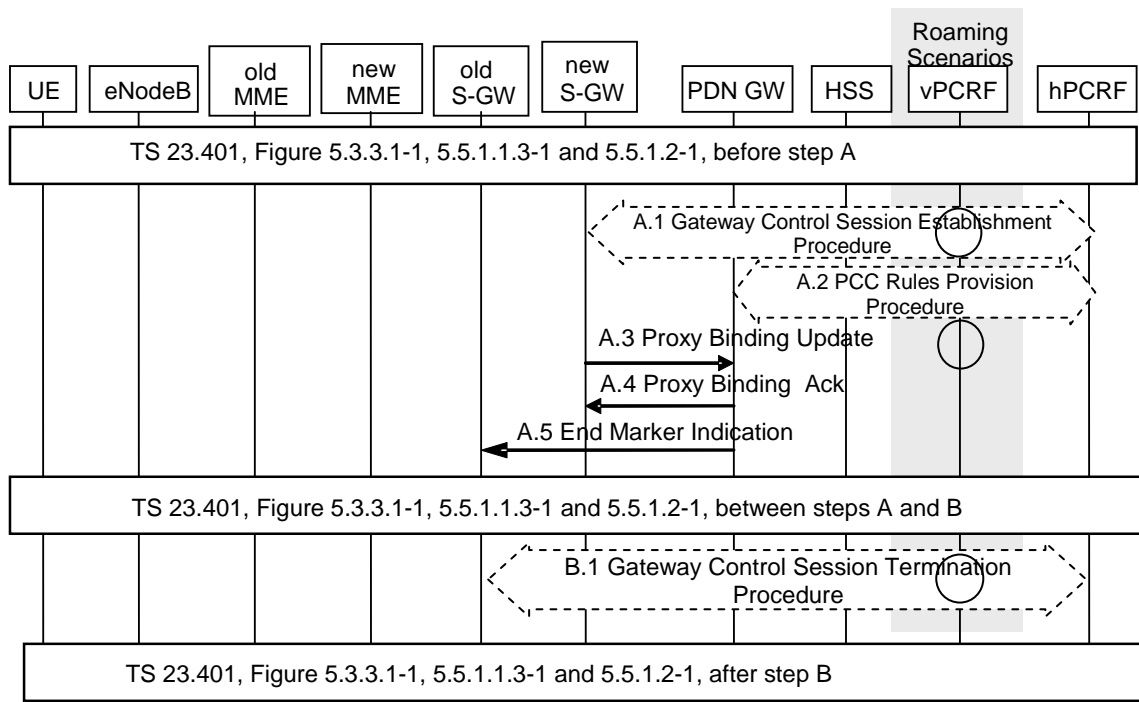 Roaming
Scenarios
UE
eNodeB
old
MME
new
MME
old
S-GW
new
S-GW
PDN GW
HSS
vPCRF
hPCRF
TS 23.401, Figure 5.3.3.1-1, 5.5.1.1.3-1 and 5.5.1.2-1, before step A
A.1 Gateway Control Session Establishment
Procedure
A.2 PCC Rules Provision
Procedure
A.3 Proxy Binding Update
A.4 Proxy Binding Ack
A.5 End Marker Indication
TS 23.401, Figure 5.3.3.1-1, 5.5.1.1.3-1 and 5.5.1.2-1, between steps A and B
B.1 Gateway Control Session Termination
Procedure
TS 23.401, Figure 5.3.3.1-1, 5.5.1.1.3-1 and 5.5.1.2-1, after step B